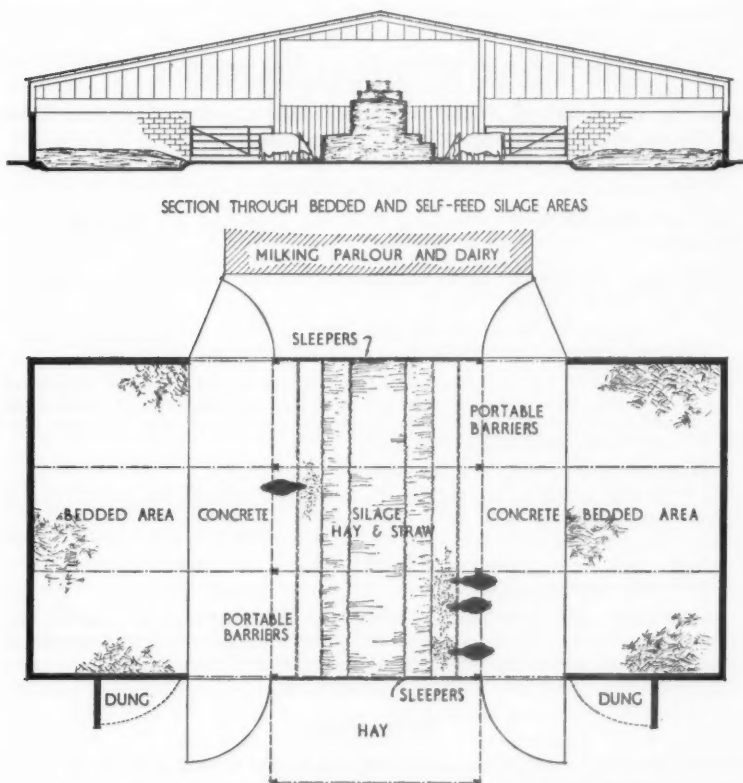 SECTION THROUGH BEDDED AND SELF-FEED SILAGE AREAS
MILKING PARLOUR AND DAIRY
SLEEPERS
PORTABLE
BARRIERS
BEDDED AREA
CONCRETE
SILAGE
HAY & STRAW
CONCRETE
BEDDED AREA
PORTABLE
BARRIERS
DUNG
SLEEPERS
DUNG
HAY